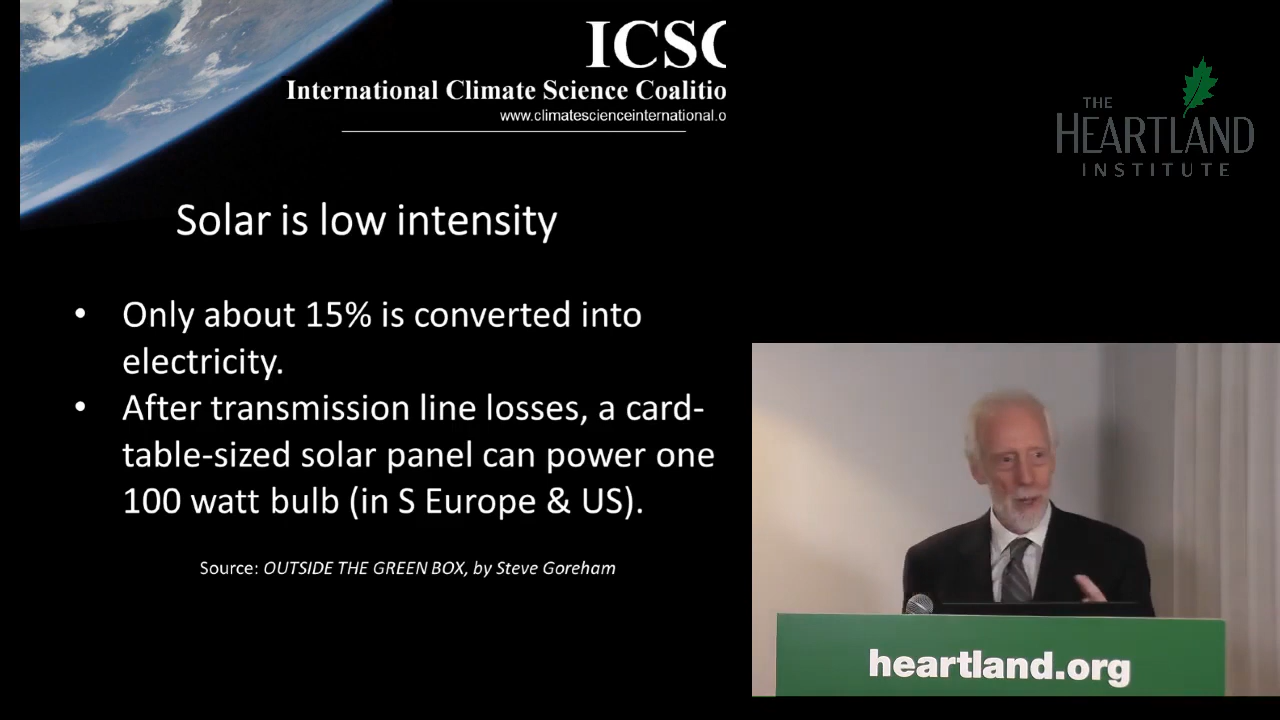 ICSC
International Climate Science Coalitio
www.climatescienceinternational.o
THE
HEARTLAND
INSTITUTE
Solar is low intensity
• Only about 15% is converted into
electricity.
• After transmission line losses, a card-
table-sized solar panel can power one
100 watt bulb (in S Europe & US).
Source: OUTSIDE THE GREEN BOX, by Steve Goreham
heartland.org